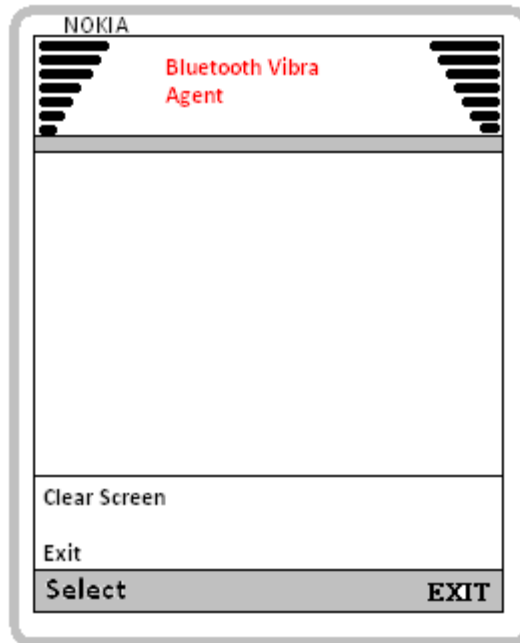 NOKIA
Bluetooth Vibra
Agent
Clear Screen
Exit
Select EXIT